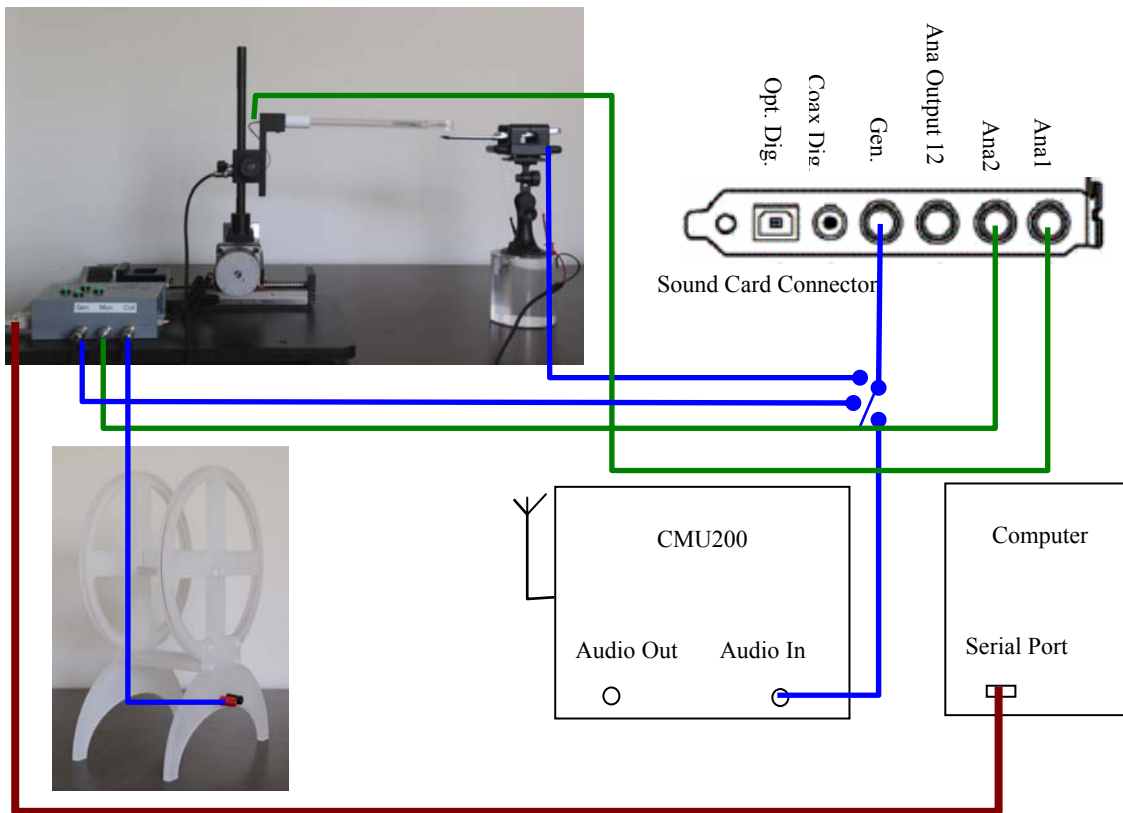 Opt. Dig.
Coax Dig.
Gen.
Ana Output 12
Ana2
Ana1
Sound Card Connector
Gen Mon Coil
CMU200
Computer
Audio Out
Audio In
Serial Port